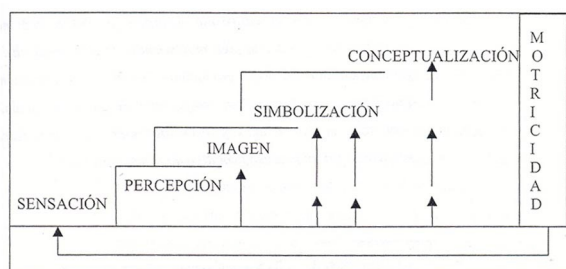 CONCEPTUALIZACIÓN
SIMBOLIZACIÓN
IMAGEN
PERCEPCIÓN
SENSACIÓN
MOTRICIDAD